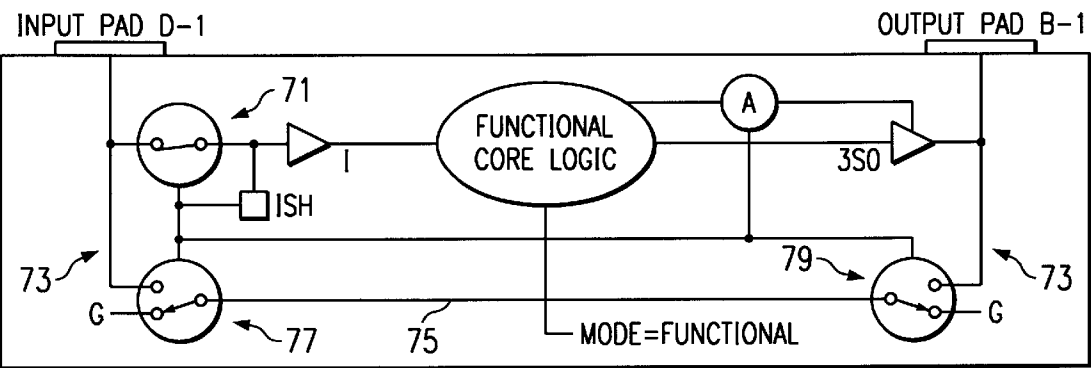 INPUT PAD D-1
OUTPUT PAD B-1
71
A
FUNCTIONAL
CORE LOGIC
I
3SO
ISH
73
79
73
G
G
77
75
MODE=FUNCTIONAL